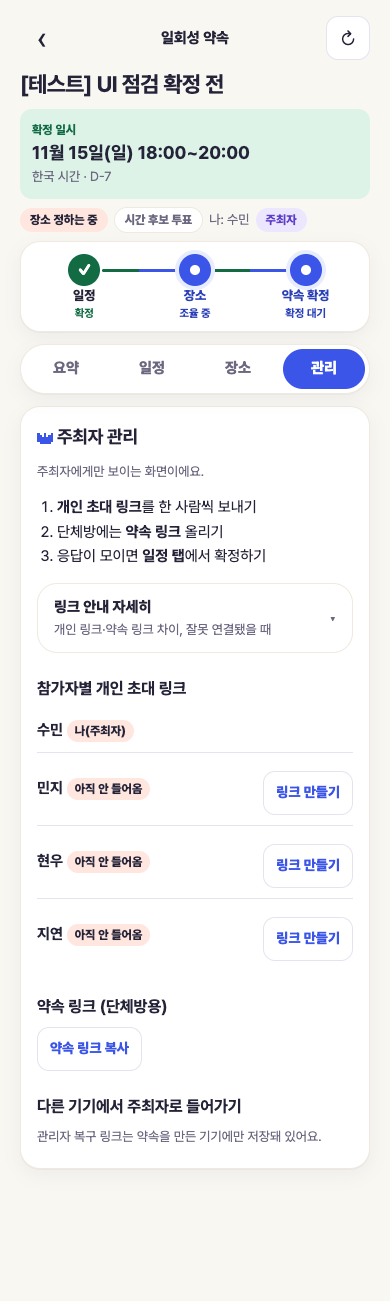 일회성 약속
[테스트] UI 점검 확정 전
확정 일시
11월 15일(일) 18:00~20:00
한국 시간 · D-7
장소 정하는 중 시간 후보 투표 나: 수민 주최자
일정 장소 약속 확정
확정 조율 중 확정 대기
요약 일정 장소 관리
주최자 관리
주최자에게만 보이는 화면이에요.
1. 개인 초대 링크를 한 사람씩 보내기
2. 단체방에는 약속 링크 올리기
3. 응답이 모이면 일정 탭에서 확정하기
링크 안내 자세히
개인 링크·약속 링크 차이, 잘못 연결됐을 때
참가자별 개인 초대 링크
수민 나(주최자)
민지 아직 안 들어옴 링크 만들기
현우 아직 안 들어옴 링크 만들기
지연 아직 안 들어옴 링크 만들기
약속 링크 (단체방용)
약속 링크 복사
다른 기기에서 주최자로 들어가기
관리자 복구 링크는 약속을 만든 기기에만 저장돼 있어요.